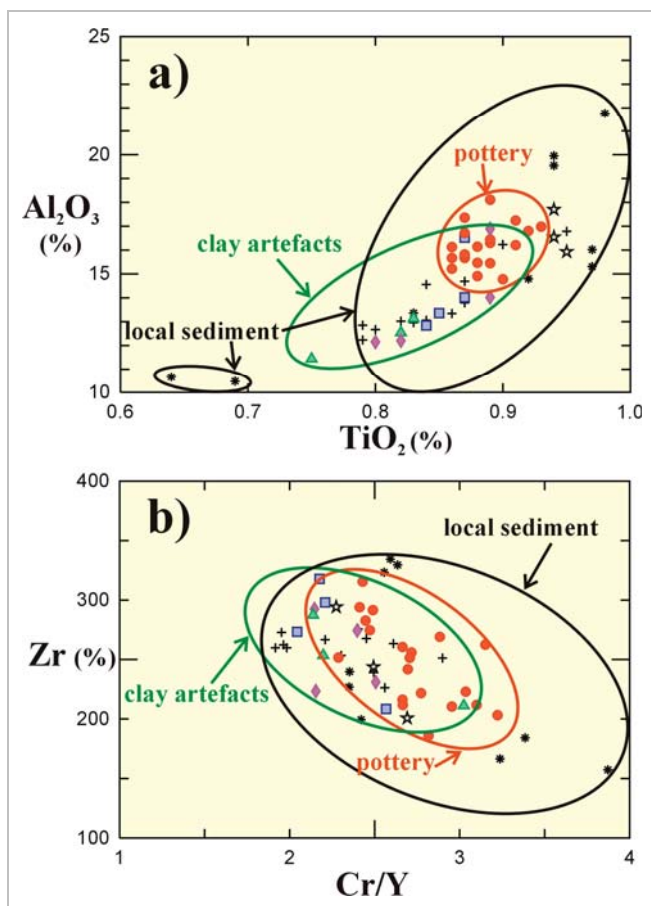 25
a)
20
pottery
Al₂O₃
(%)
clay artefacts
15
local sediment
10
0.6 0.7 0.8 0.9 1.0
TiO₂ (%)
400
b)
local sediment
300
Zr (%)
clay artefacts
200
pottery
100
1 2 3 4
Cr/Y